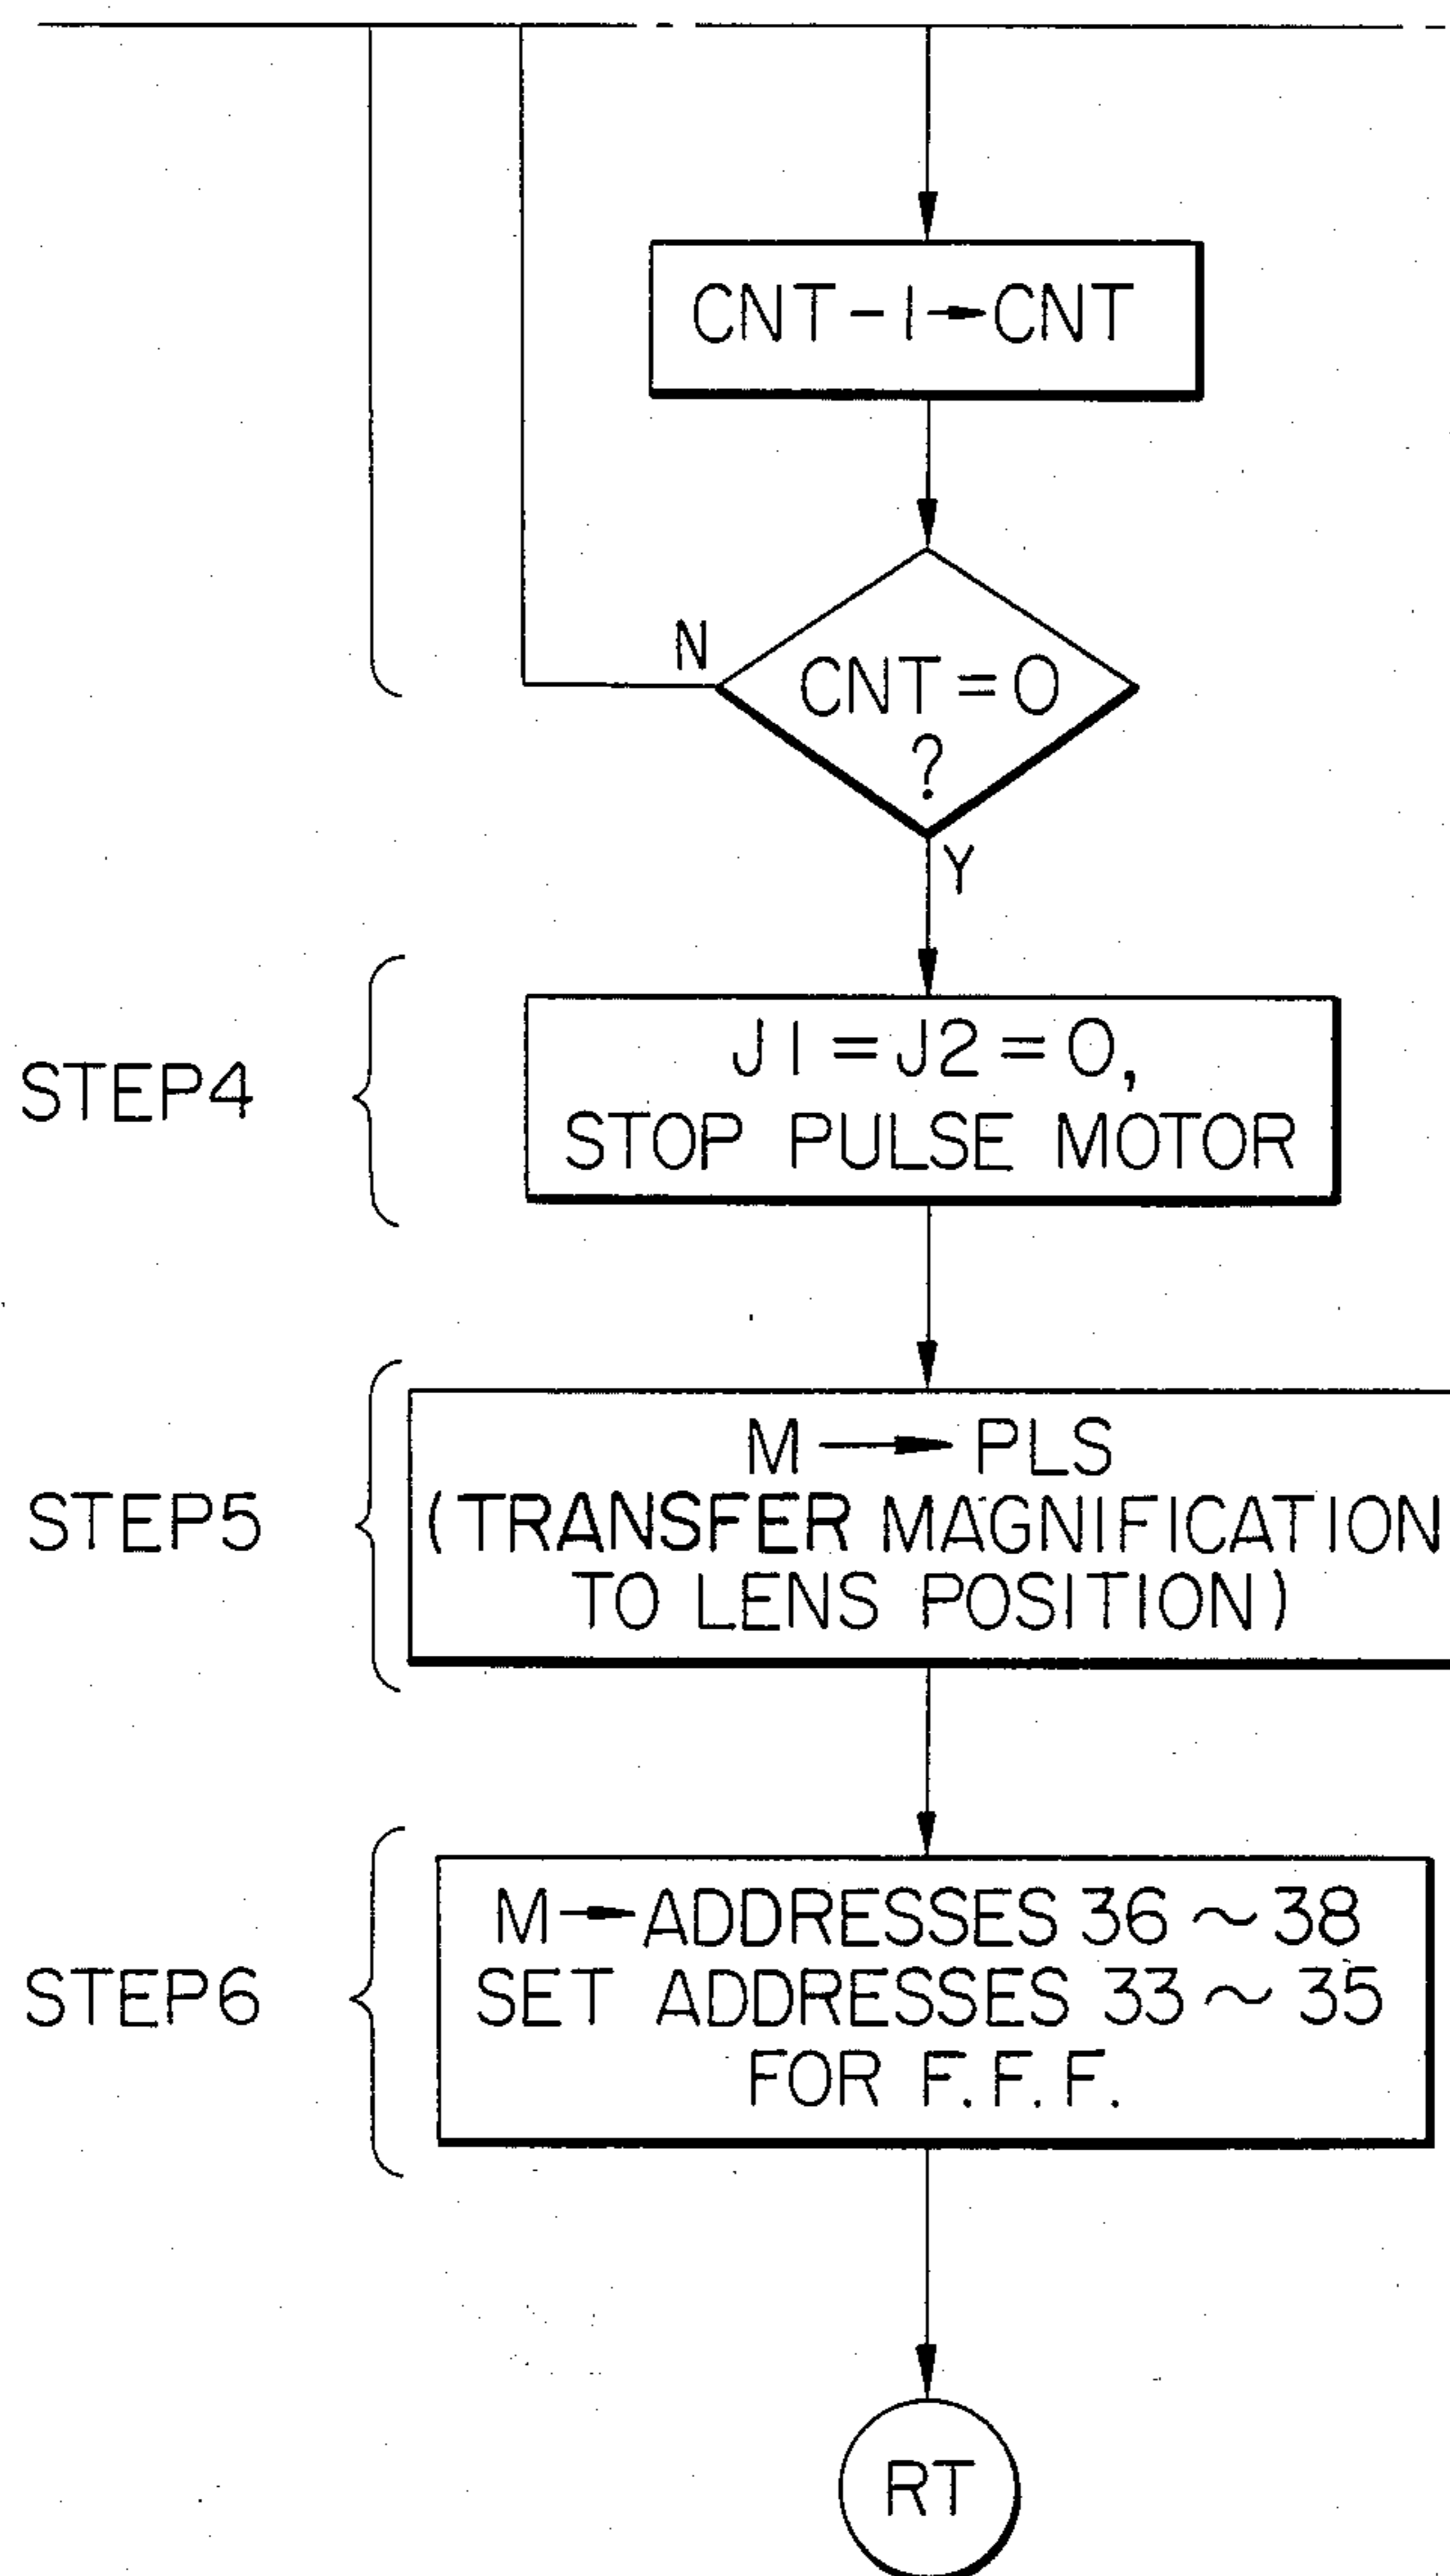 CNT-1→CNT
N
CNT=0
?
Y
STEP4
J1=J2=0,
STOP PULSE MOTOR
STEP5
M→PLS
(TRANSFER MAGNIFICATION
TO LENS POSITION)
STEP6
M→ADDRESSES 36~38
SET ADDRESSES 33~35
FOR F.F.F.
RT